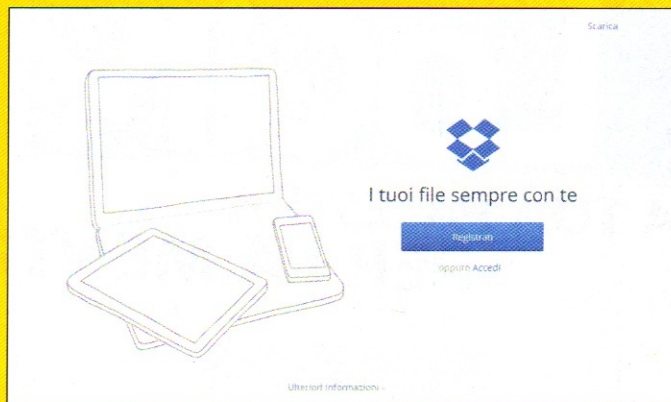 Scarica
I tuoi file sempre con te
Registrati
oppure Accedi
Ulteriori informazioni